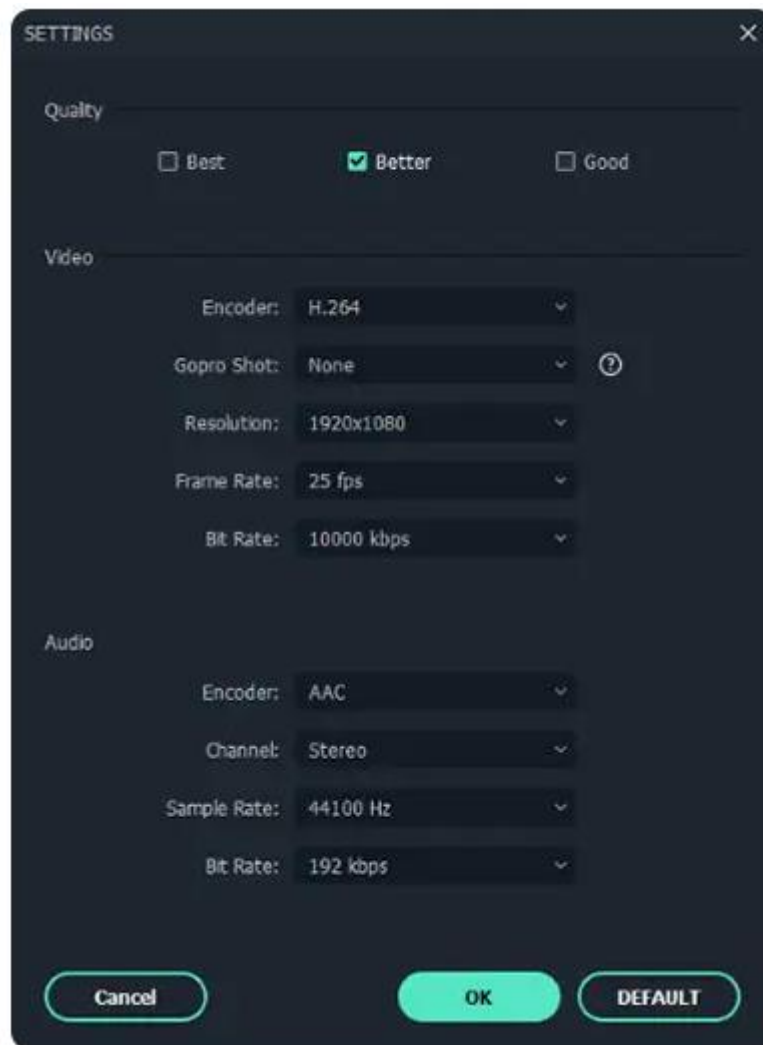 SETTINGS
Quality
Best Better Good
Video
Encoder: H.264
Gopro Shot: None ?
Resolution: 1920x1080
Frame Rate: 25 fps
Bit Rate: 10000 kbps
Audio
Encoder: AAC
Channel: Stereo
Sample Rate: 44100 Hz
Bit Rate: 192 kbps
Cancel OK DEFAULT